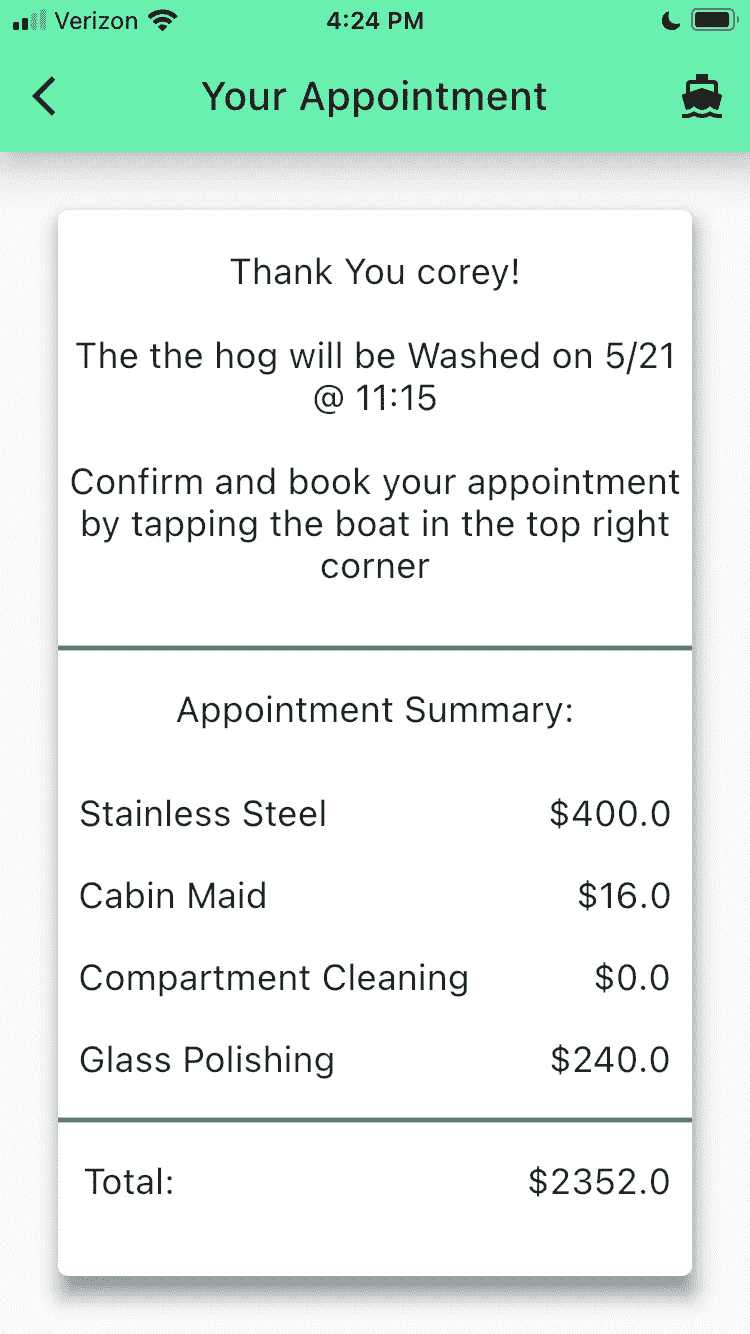 Verizon 4:24 PM
Your Appointment
Thank You corey!
The the hog will be Washed on 5/21
@ 11:15
Confirm and book your appointment
by tapping the boat in the top right
corner
Appointment Summary:
Stainless Steel $400.0
Cabin Maid $16.0
Compartment Cleaning $0.0
Glass Polishing $240.0
Total: $2352.0